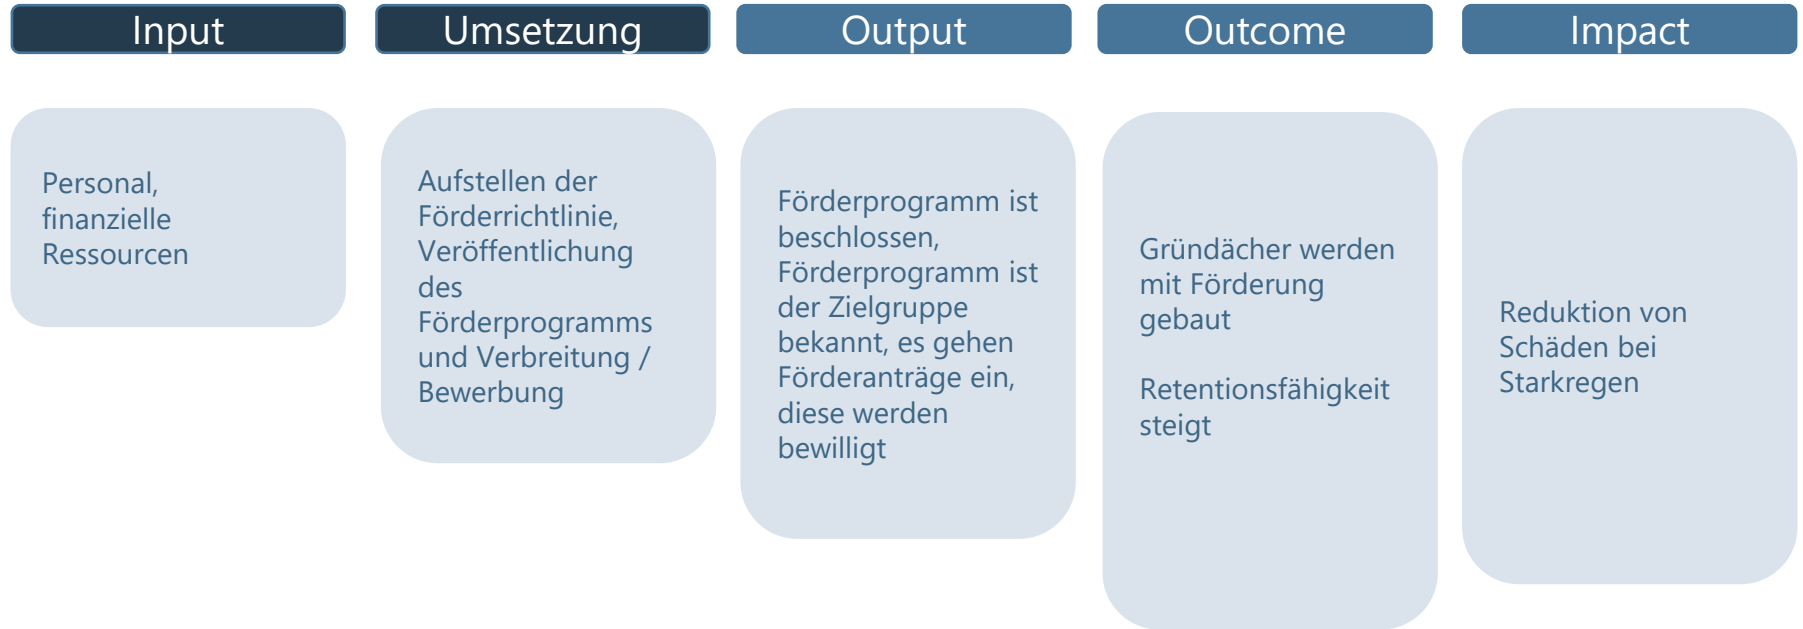 Input
Umsetzung
Output
Outcome
Impact
Personal,
finanzielle
Ressourcen
Aufstellen der
Förderrichtlinie,
Veröffentlichung
des
Förderprogramms
und Verbreitung /
Bewerbung
Förderprogramm ist
beschlossen,
Förderprogramm ist
der Zielgruppe
bekannt, es gehen
Förderanträge ein,
diese werden
bewilligt
Gründächer werden
mit Förderung
gebaut
Retentionsfähigkeit
steigt
Reduktion von
Schäden bei
Starkregen